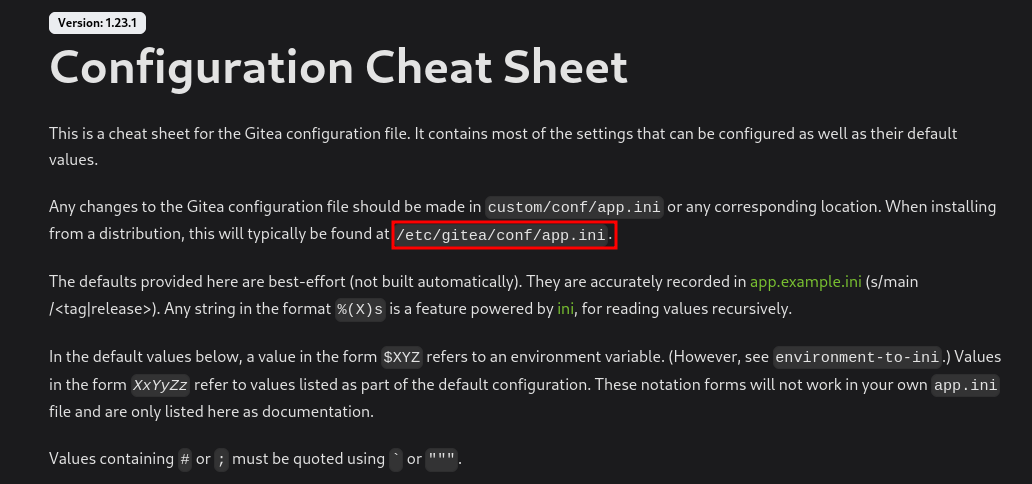 Version: 1.23.1
Configuration Cheat Sheet
This is a cheat sheet for the Gitea configuration file. It contains most of the settings that can be configured as well as their default
values.
Any changes to the Gitea configuration file should be made in custom/conf/app.ini or any corresponding location. When installing
from a distribution, this will typically be found at /etc/gitea/conf/app.ini.
The defaults provided here are best-effort (not built automatically). They are accurately recorded in app.example.ini (s/main
/<tag|release>). Any string in the format %(X)s is a feature powered by ini, for reading values recursively.
In the default values below, a value in the form $XYZ refers to an environment variable. (However, see environment-to-ini.) Values
in the form XxYyZz refer to values listed as part of the default configuration. These notation forms will not work in your own app.ini
file and are only listed here as documentation.
Values containing # or ; must be quoted using ` or """.